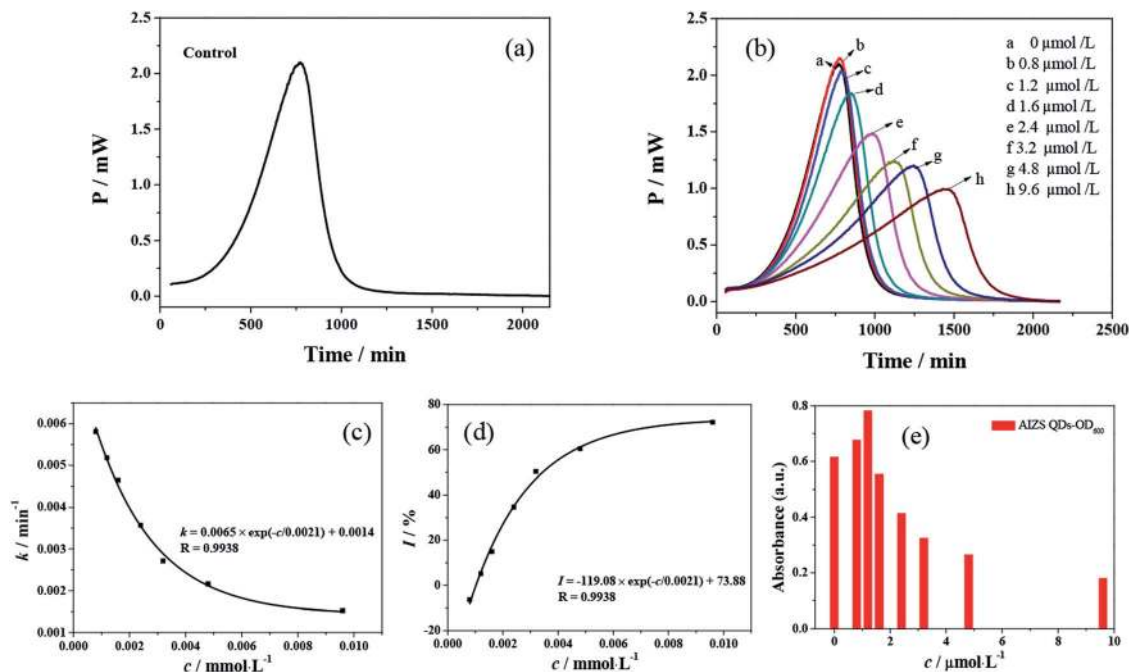 Control
(a)
P / mW
2.5
2.0
1.5
1.0
0.5
0.0
0
500
1000
1500
2000
Time / min
(b)
P / mW
2.5
2.0
1.5
1.0
0.5
0.0
0
500
1000
1500
2000
2500
Time / min
a
b
c
d
e
f
g
h
a 0 µmol /L
b 0.8 µmol /L
c 1.2 µmol /L
d 1.6 µmol /L
e 2.4 µmol /L
f 3.2 µmol /L
g 4.8 µmol /L
h 9.6 µmol /L
(c)
k / min⁻¹
0.006
0.005
0.004
0.003
0.002
0.001
k = 0.0065 × exp(-c/0.0021) + 0.0014
R = 0.9938
0.000
0.002
0.004
0.006
0.008
0.010
c / mmol·L⁻¹
(d)
I / %
80
60
40
20
0
-20
I = -119.08 × exp(-c/0.0021) + 73.88
R = 0.9938
0.000
0.002
0.004
0.006
0.008
0.010
c / mmol·L⁻¹
(e)
AIZS QDs-OD₆₀₀
Absorbance (a.u.)
0.8
0.6
0.4
0.2
0.0
0
2
4
6
8
10
c / µmol·L⁻¹